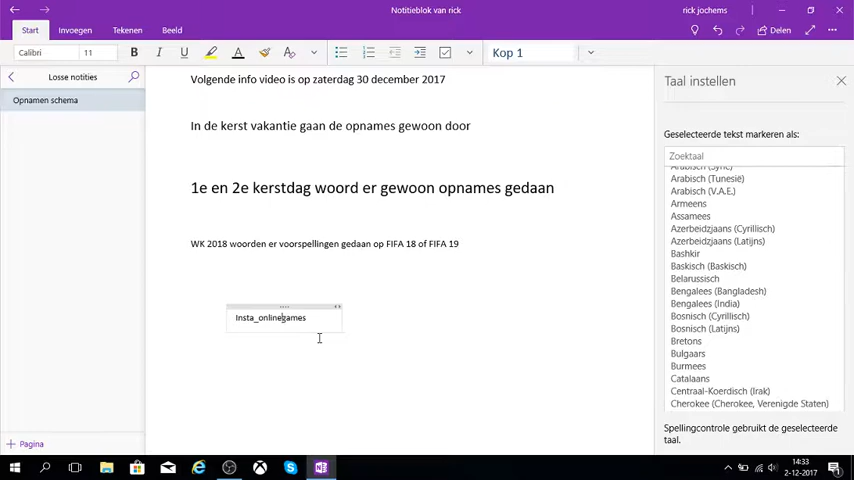 Notitieblok van rick
rick jochems
Start Invoegen Tekenen Beeld
Delen
Calibri 11 B I U A Kop 1
Losse notities
Opnamen schema
Pagina
Volgende info video is op zaterdag 30 december 2017
In de kerst vakantie gaan de opnames gewoon door
1e en 2e kerstdag woord er gewoon opnames gedaan
WK 2018 woorden er voorspellingen gedaan op FIFA 18 of FIFA 19
Insta_onlinegames
Taal instellen
Geselecteerde tekst markeren als:
Zoektaal
Arabisch (Syrië)
Arabisch (Tunesië)
Arabisch (V.A.E.)
Armeens
Assamees
Azerbeidzjaans (Cyrillisch)
Azerbeidzjaans (Latijns)
Bashkir
Baskisch (Baskisch)
Belarussisch
Bengalees (Bangladesh)
Bengalees (India)
Bosnisch (Cyrillisch)
Bosnisch (Latijns)
Bretons
Bulgaars
Burmees
Catalaans
Centraal-Koerdisch (Irak)
Cherokee (Cherokee, Verenigde Staten)
Spellingcontrole gebruikt de geselecteerde
taal.
14:33
2-12-2017